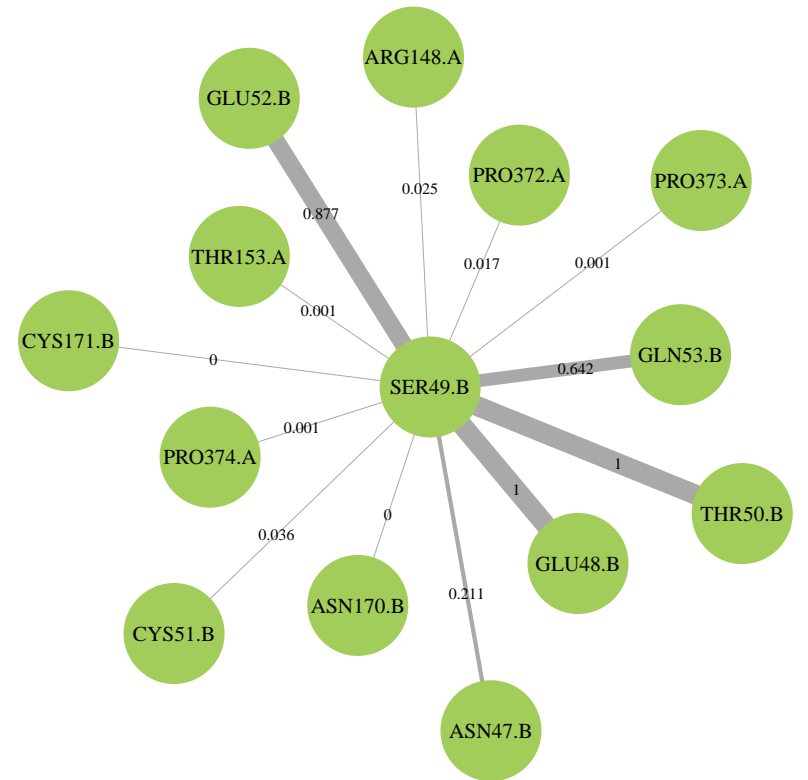 ARG148.A
GLU52.B
PRO372.A
PRO373.A
0.025
0.877
THR153.A
0.017
0.001
0.001
CYS171.B
0
GLN53.B
0.642
SER49.B
0.001
PRO374.A
1
1
THR50.B
0.036
0
GLU48.B
0.211
ASN170.B
CYS51.B
ASN47.B